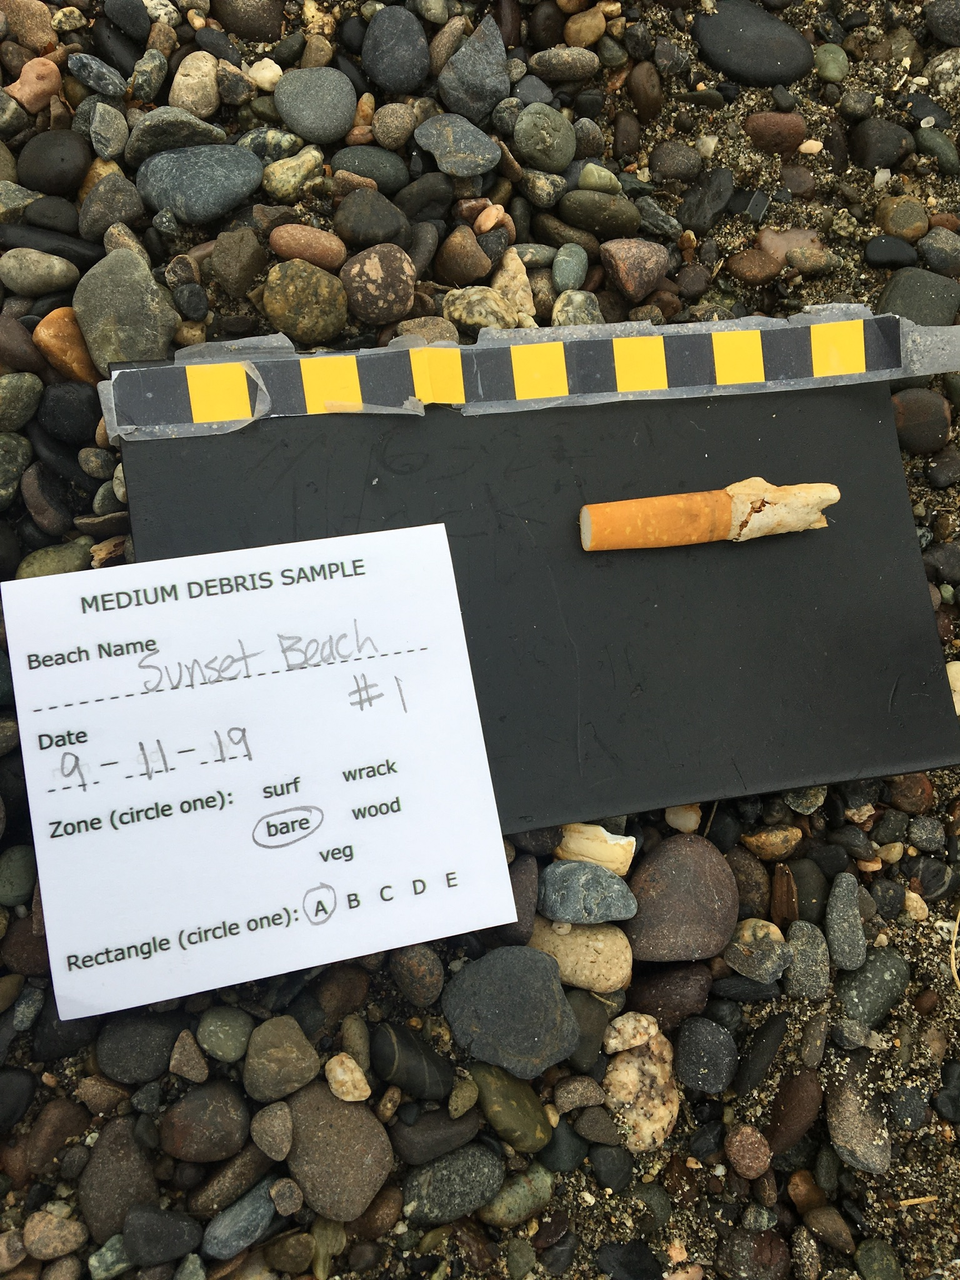 MEDIUM DEBRIS SAMPLE
Beach Name Sunset Beach
#1
Date
9-11-19
Zone (circle one): surf wrack
bare wood
veg
Rectangle (circle one): A B C D E